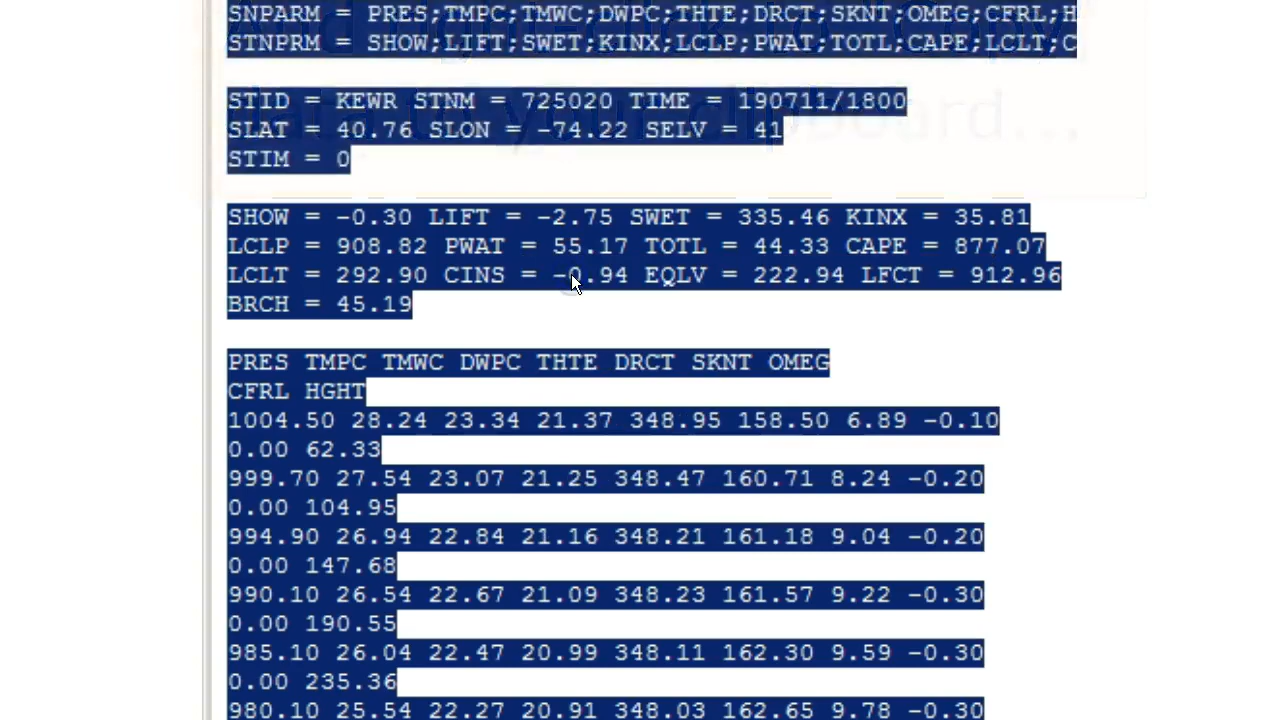 SNPARM = PRES;TMPC;TMWC;DWPC;THTE;DRCT;SKNT;OMEG;CFRL;H
STNPRM = SHOW;LIFT;SWET;KINX;LCLP;PWAT;TOTL;CAPE;LCLT;C
STID = KEWR STNM = 725020 TIME = 190711/1800
SLAT = 40.76 SLON = -74.22 SELV = 41
STIM = 0
SHOW = -0.30 LIFT = -2.75 SWET = 335.46 KINX = 35.81
LCLP = 908.82 PWAT = 55.17 TOTL = 44.33 CAPE = 877.07
LCLT = 292.90 CINS = -0.94 EQLV = 222.94 LFCT = 912.96
BRCH = 45.19
PRES TMPC TMWC DWPC THTE DRCT SKNT OMEG
CFRL HGHT
1004.50 28.24 23.34 21.37 348.95 158.50 6.89 -0.10
0.00 62.33
999.70 27.54 23.07 21.25 348.47 160.71 8.24 -0.20
0.00 104.95
994.90 26.94 22.84 21.16 348.21 161.18 9.04 -0.20
0.00 147.68
990.10 26.54 22.67 21.09 348.23 161.57 9.22 -0.30
0.00 190.55
985.10 26.04 22.47 20.99 348.11 162.30 9.59 -0.30
0.00 235.36
980.10 25.54 22.27 20.91 348.03 162.65 9.78 -0.30